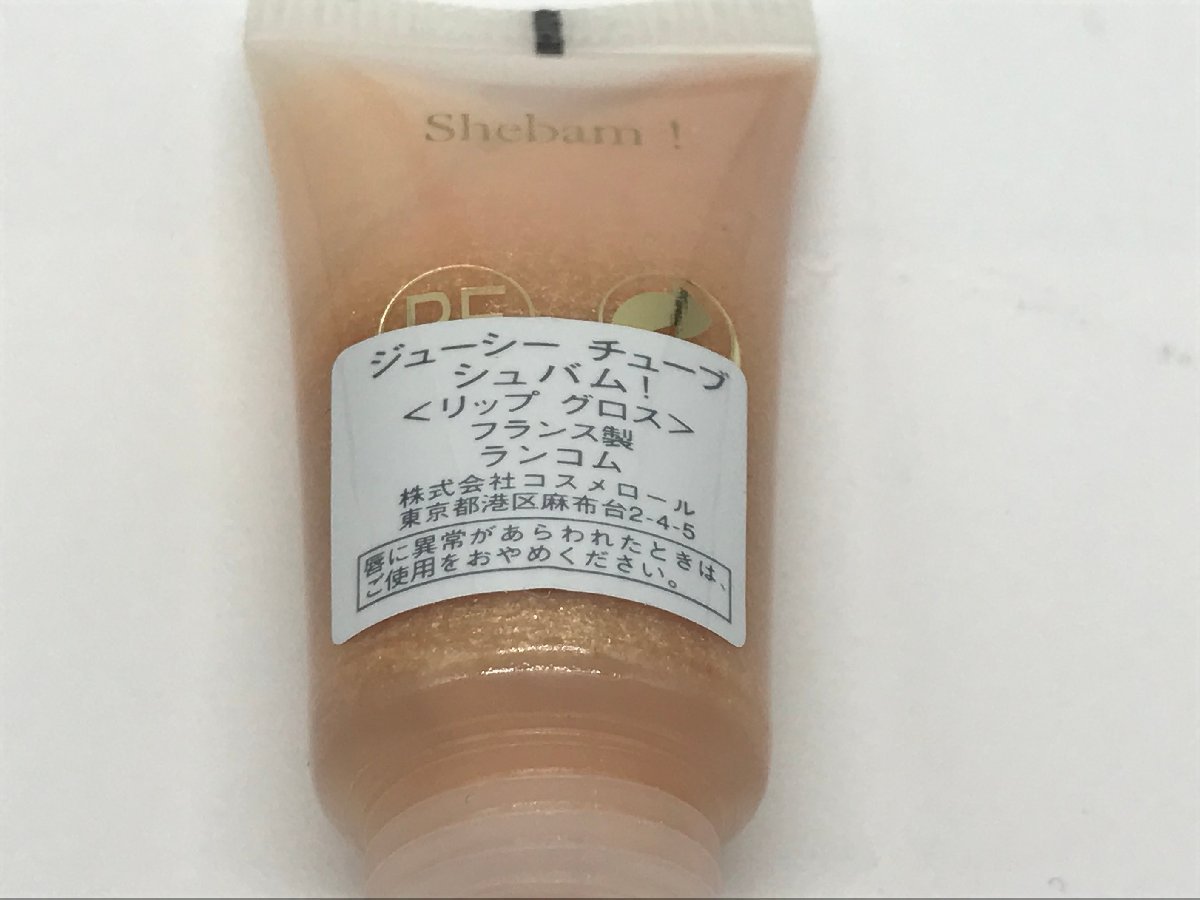 Shebam !
ジューシー チューブ
シュバム!
<リップ グロス>
フランス製
ランコム
株式会社コスメロール
東京都港区麻布台2-4-5
唇に異常があらわれたときは、
ご使用をおやめください。